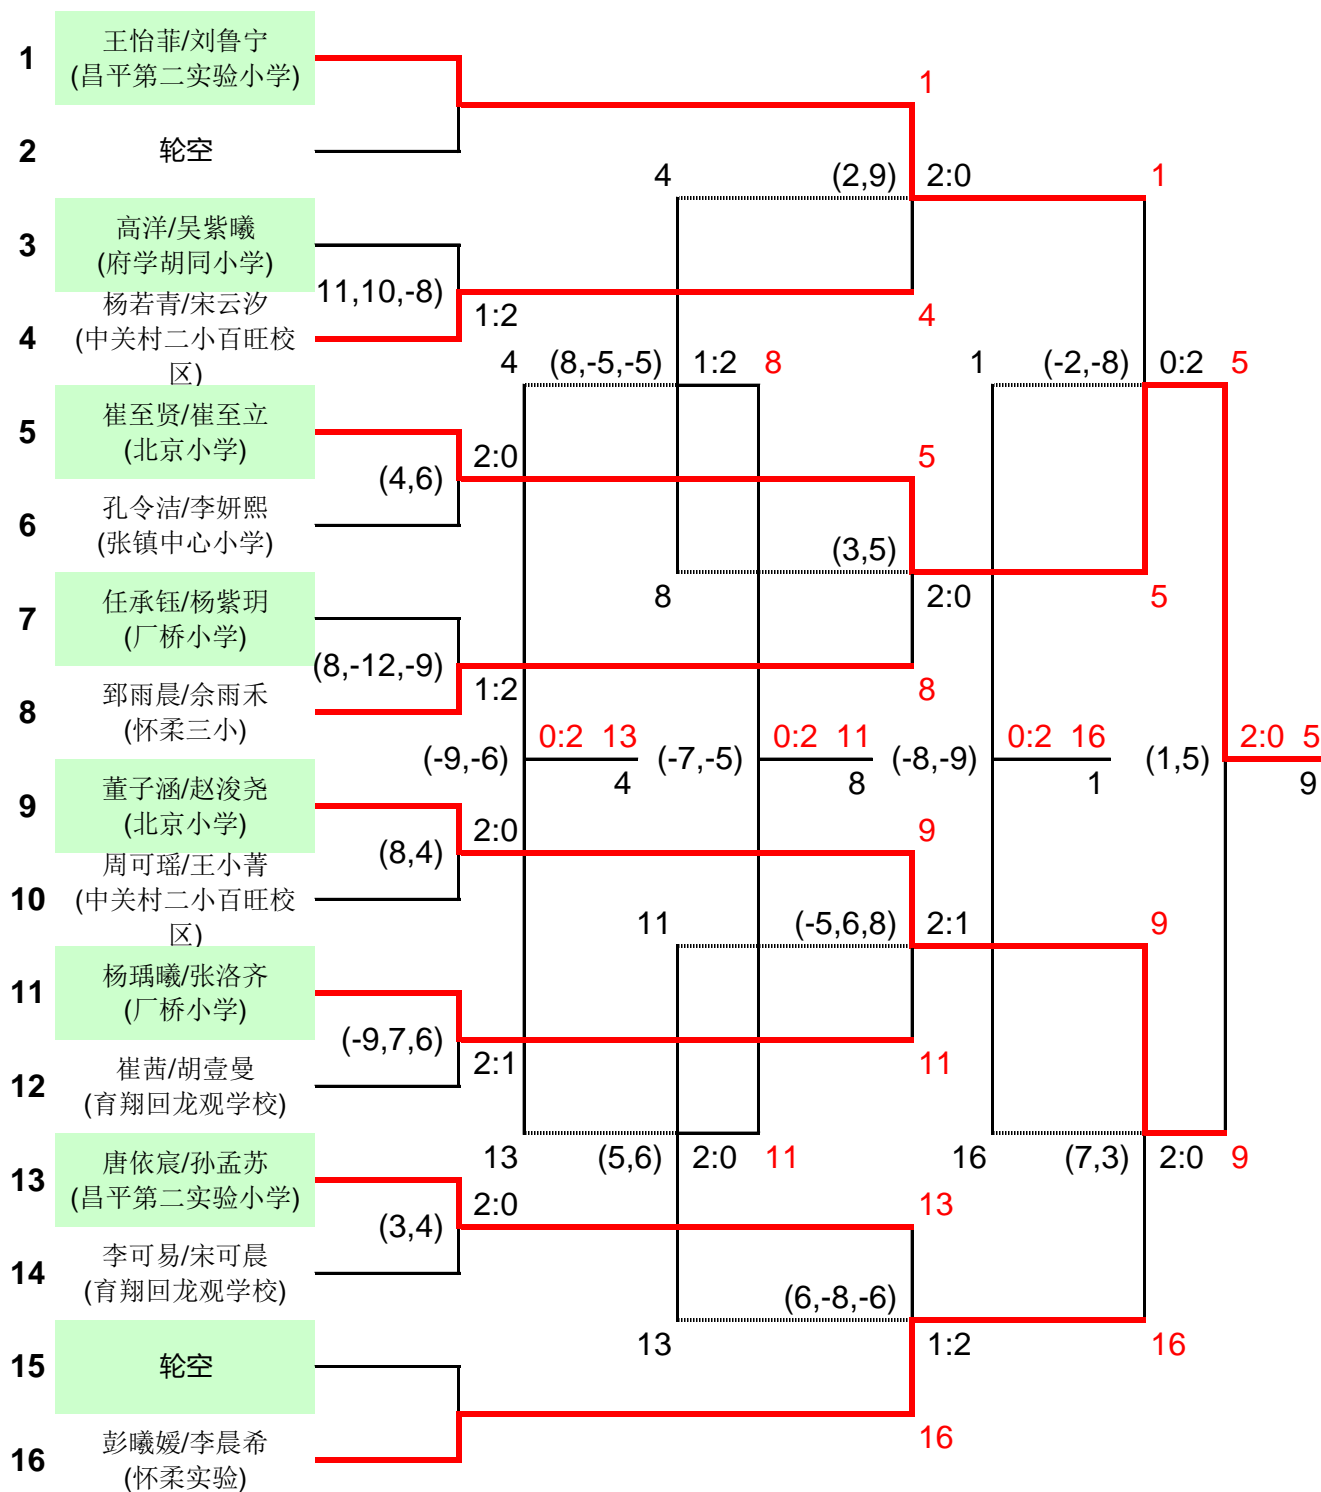 王怡菲/刘鲁宁
1
(昌平第二实验小学)
1
2
轮空
4
(2,9)
2:0
1
高洋/吴紫曦
3
(府学胡同小学)
11,10,-8)
杨若青/宋云汐
1:2
4
4
(中关村二小百旺校
区)
4
(8,-5,-5)
1:2
8
1
(-2,-8)
0:2
5
崔至贤/崔至立
5
(北京小学)
2:0
5
(4,6)
孔令洁/李妍熙
6
(张镇中心小学)
(3,5)
任承钰/杨紫玥
8
2:0
5
7
(厂桥小学)
(8,-12,-9)
1:2
8
郅雨晨/佘雨禾
8
(怀柔三小)
0:2
13
0:2
11
0:2
16
2:0
5
(-9,-6)
(-7,-5)
(-8,-9)
(1,5)
4
8
1
9
董子涵/赵浚尧
9
(北京小学)
2:0
9
(8,4)
周可瑶/王小菁
10
(中关村二小百旺校
区)
11
(-5,6,8)
2:1
9
杨瑀曦/张洛齐
11
(厂桥小学)
(-9,7,6)
2:1
11
崔茜/胡壹曼
12
(育翔回龙观学校)
13
(5,6)
2:0
11
16
(7,3)
2:0
9
唐依宸/孙孟苏
13
(昌平第二实验小学)
2:0
13
(3,4)
李可易/宋可晨
14
(育翔回龙观学校)
(6,-8,-6)
13
1:2
16
15
轮空
16
彭曦媛/李晨希
16
(怀柔实验)